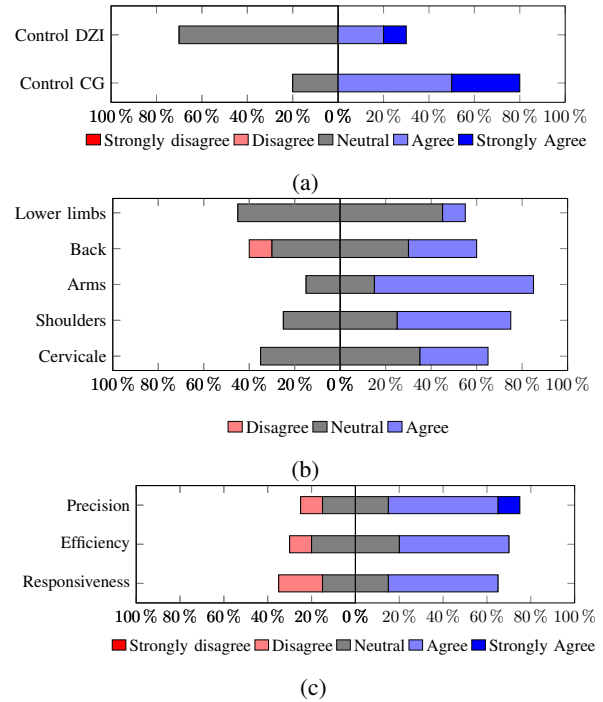 Control DZI
Control CG
100 % 80 % 60 % 40 % 20 % 0 % 20 % 40 % 60 % 80 % 100 %
Strongly disagree Disagree Neutral Agree Strongly Agree
(a)
Lower limbs
Back
Arms
Shoulders
Cervicale
100 % 80 % 60 % 40 % 20 % 0 % 20 % 40 % 60 % 80 % 100 %
Disagree Neutral Agree
(b)
Precision
Efficiency
Responsiveness
100 % 80 % 60 % 40 % 20 % 0 % 20 % 40 % 60 % 80 % 100 %
Strongly disagree Disagree Neutral Agree Strongly Agree
(c)